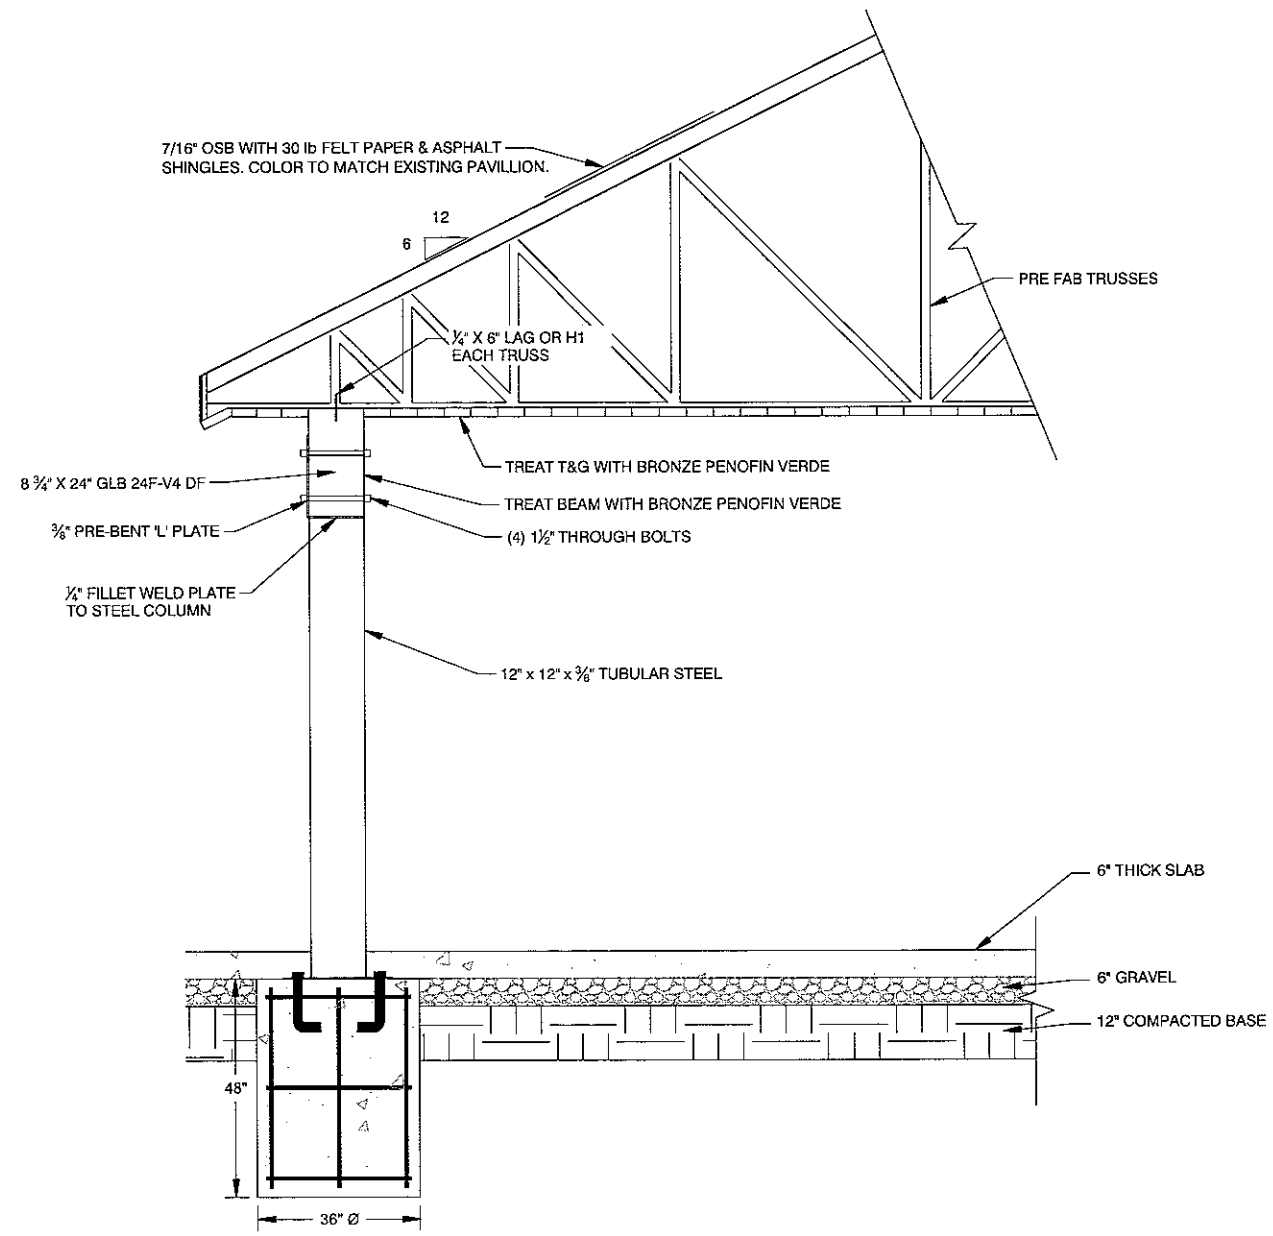 7/16" OSB WITH 30 lb FELT PAPER & ASPHALT
SHINGLES. COLOR TO MATCH EXISTING PAVILLION.
12
6
PRE FAB TRUSSES
¼" X 6" LAG OR H1
EACH TRUSS
TREAT T&G WITH BRONZE PENOFIN VERDE
8 ¾" X 24" GLB 24F-V4 DF
TREAT BEAM WITH BRONZE PENOFIN VERDE
⅜" PRE-BENT 'L' PLATE
(4) 1½" THROUGH BOLTS
¼" FILLET WELD PLATE
TO STEEL COLUMN
12" x 12" x ⅜" TUBULAR STEEL
6" THICK SLAB
6" GRAVEL
12" COMPACTED BASE
48"
36" Ø